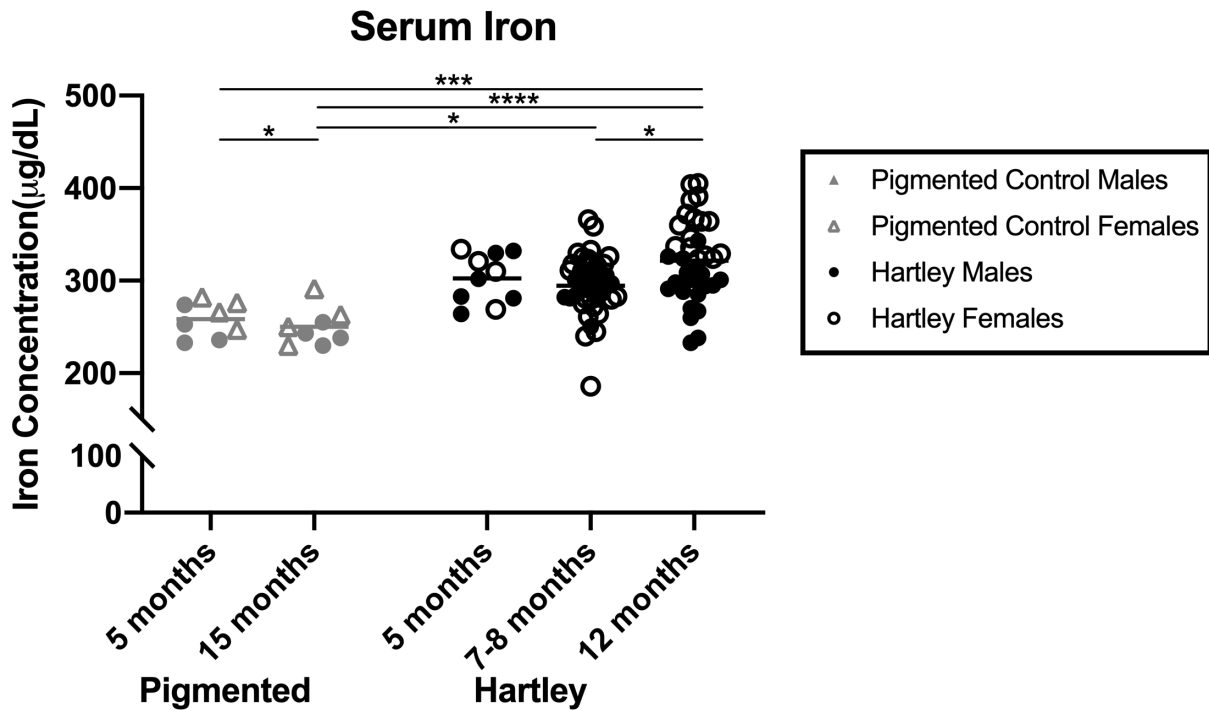 Serum Iron
Iron Concentration(μg/dL)
500
400
300
200
100
0
***
****
*
*
*
5 months
15 months
5 months
7-8 months
12 months
Pigmented
Hartley
Pigmented Control Males
Pigmented Control Females
Hartley Males
Hartley Females